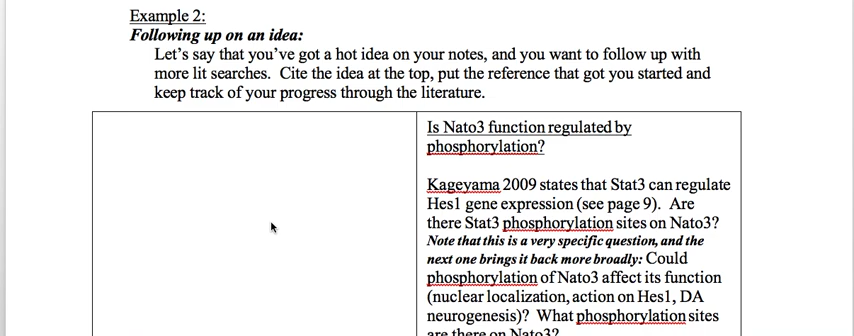 Example 2:
Following up on an idea:
Let's say that you've got a hot idea on your notes, and you want to follow up with
more lit searches.  Cite the idea at the top, put the reference that got you started and
keep track of your progress through the literature.
Is Nato3 function regulated by
phosphorylation?
Kageyama 2009 states that Stat3 can regulate
Hes1 gene expression (see page 9).  Are
there Stat3 phosphorylation sites on Nato3?
Note that this is a very specific question, and the
next one brings it back more broadly: Could
phosphorylation of Nato3 affect its function
(nuclear localization, action on Hes1, DA
neurogenesis)?  What phosphorylation sites
are there on Nato3?